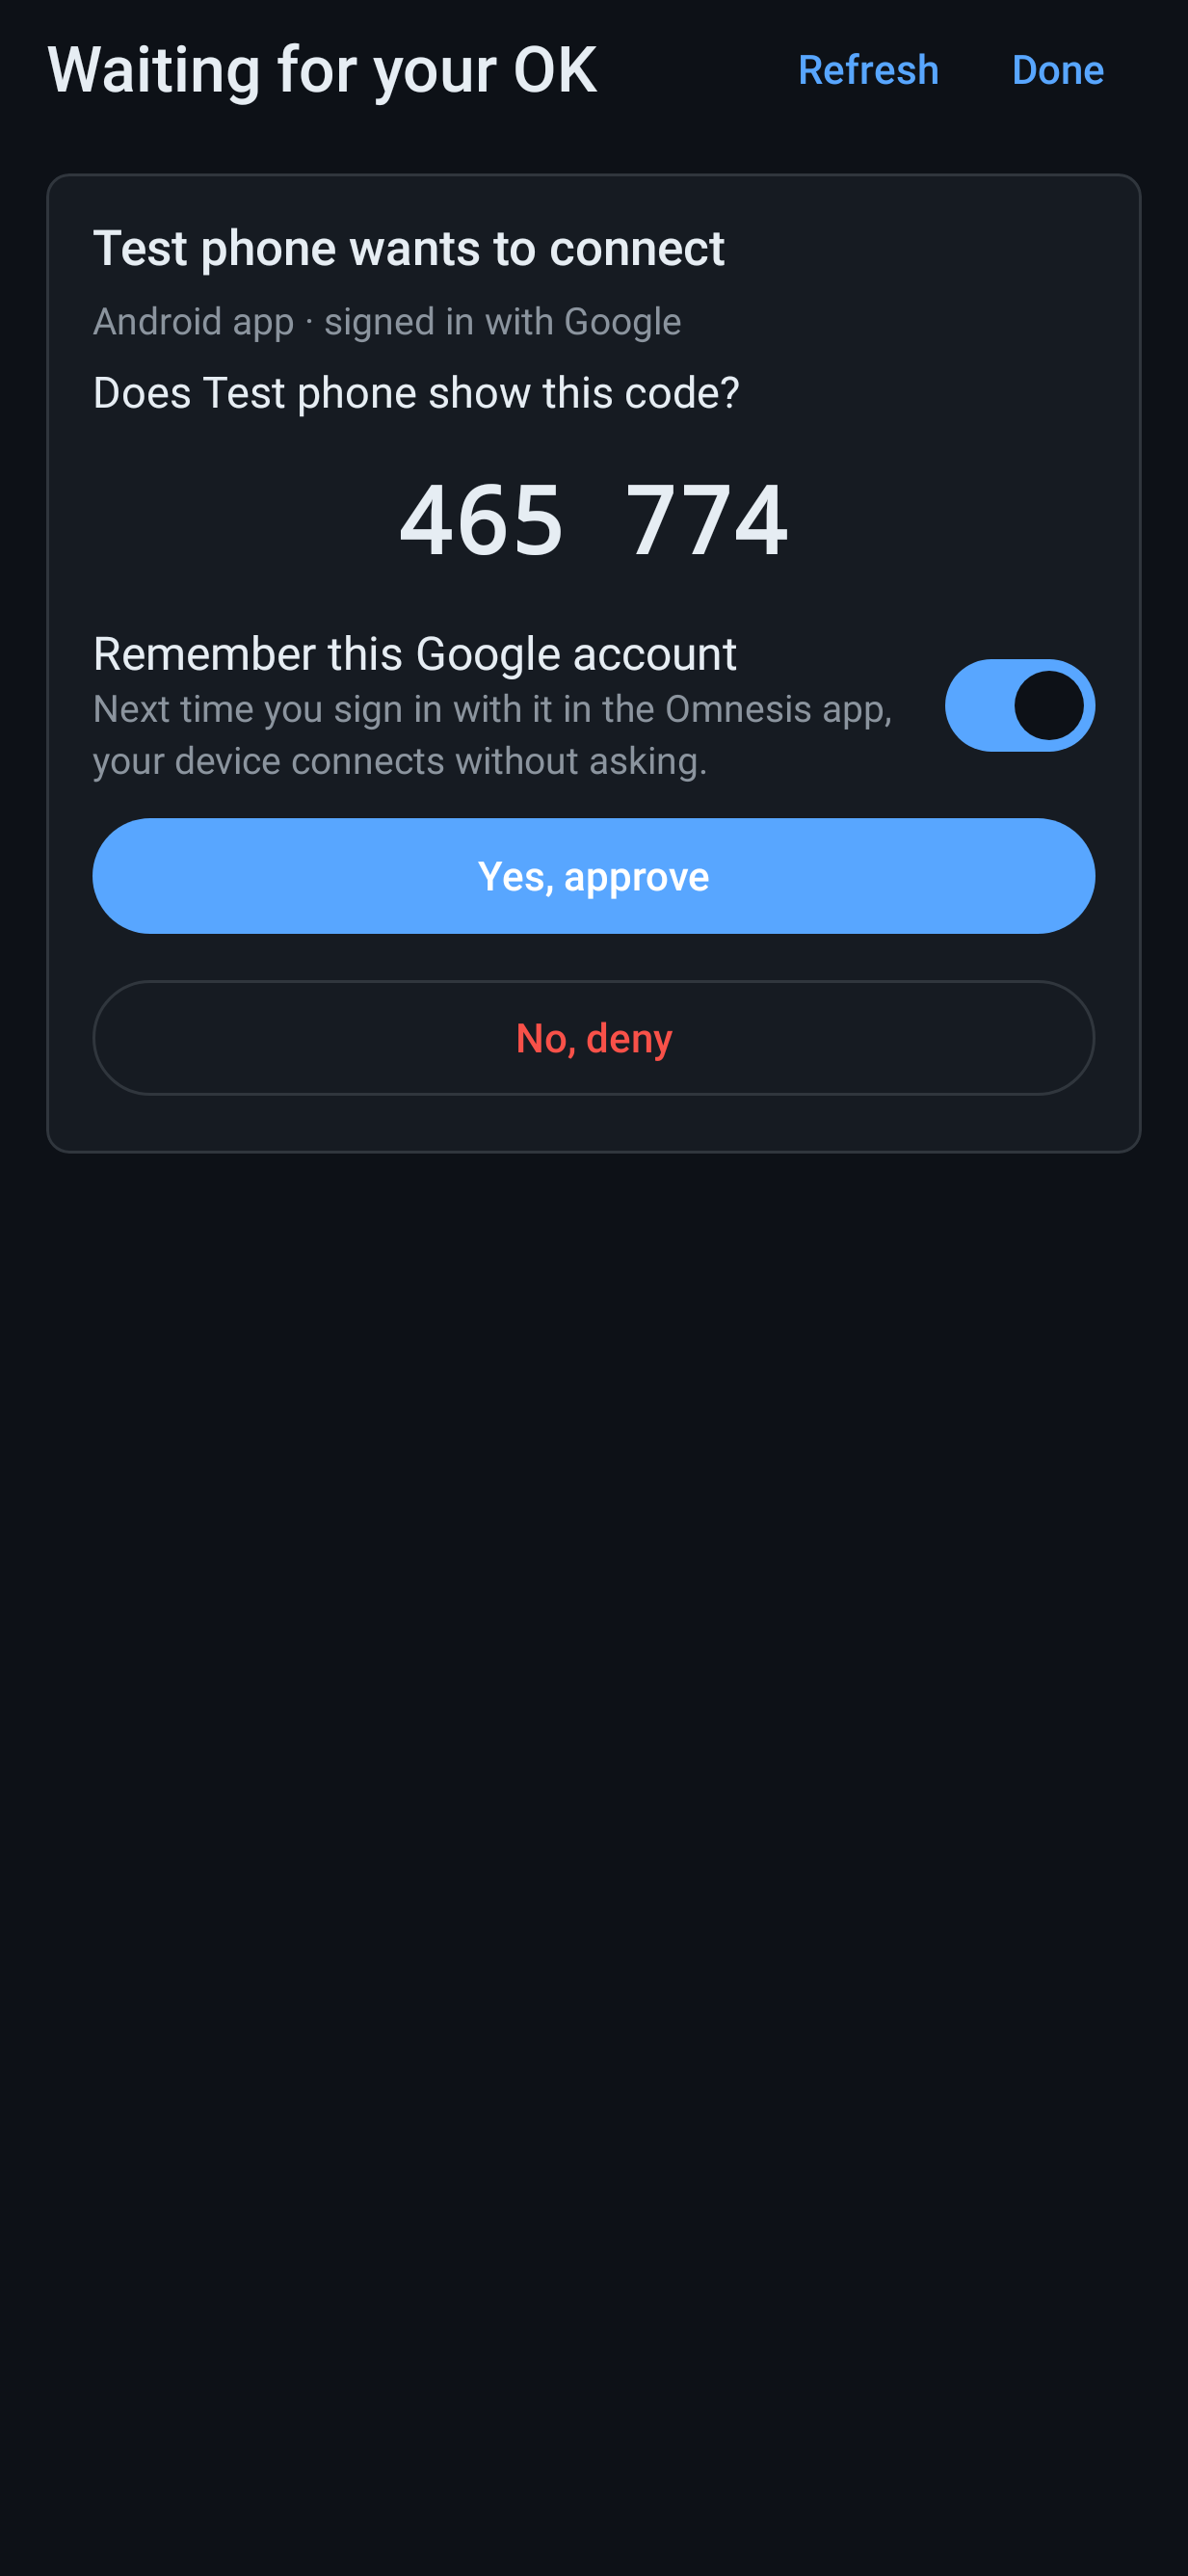 Waiting for your OK
Refresh
Done
Test phone wants to connect
Android app · signed in with Google
Does Test phone show this code?
465 774
Remember this Google account
Next time you sign in with it in the Omnesis app,
your device connects without asking.
Yes, approve
No, deny